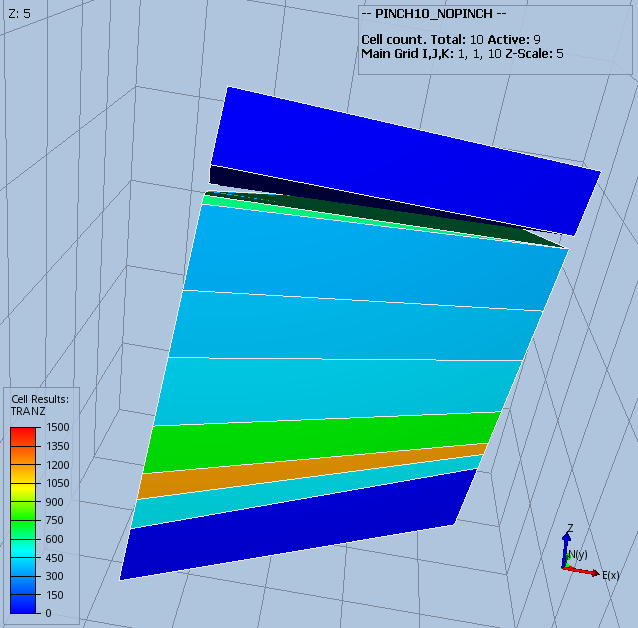 Z: 5
-- PINCH10_NOPINCH --
Cell count. Total: 10 Active: 9
Main Grid I,J,K: 1, 1, 10 Z-Scale: 5
Cell Results:
TRANZ
1500
1350
1200
1050
900
750
600
450
300
150
0
Z
N(y)
E(x)